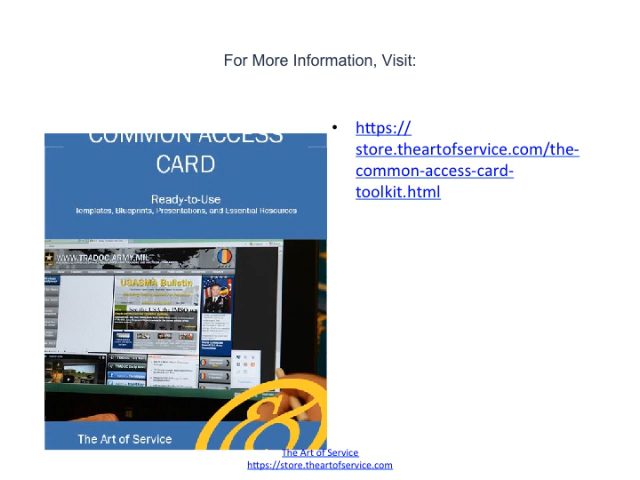 For More Information, Visit:
• https://
store.theartofservice.com/the-
common-access-card-
toolkit.html
COMMON ACCESS
CARD
Ready-to-Use
Templates, Blueprints, Presentations, and Essential Resources
WWW.TRADOC.ARMY.MIL
USASMA Bulletin
The Art of Service
The Art of Service
https://store.theartofservice.com